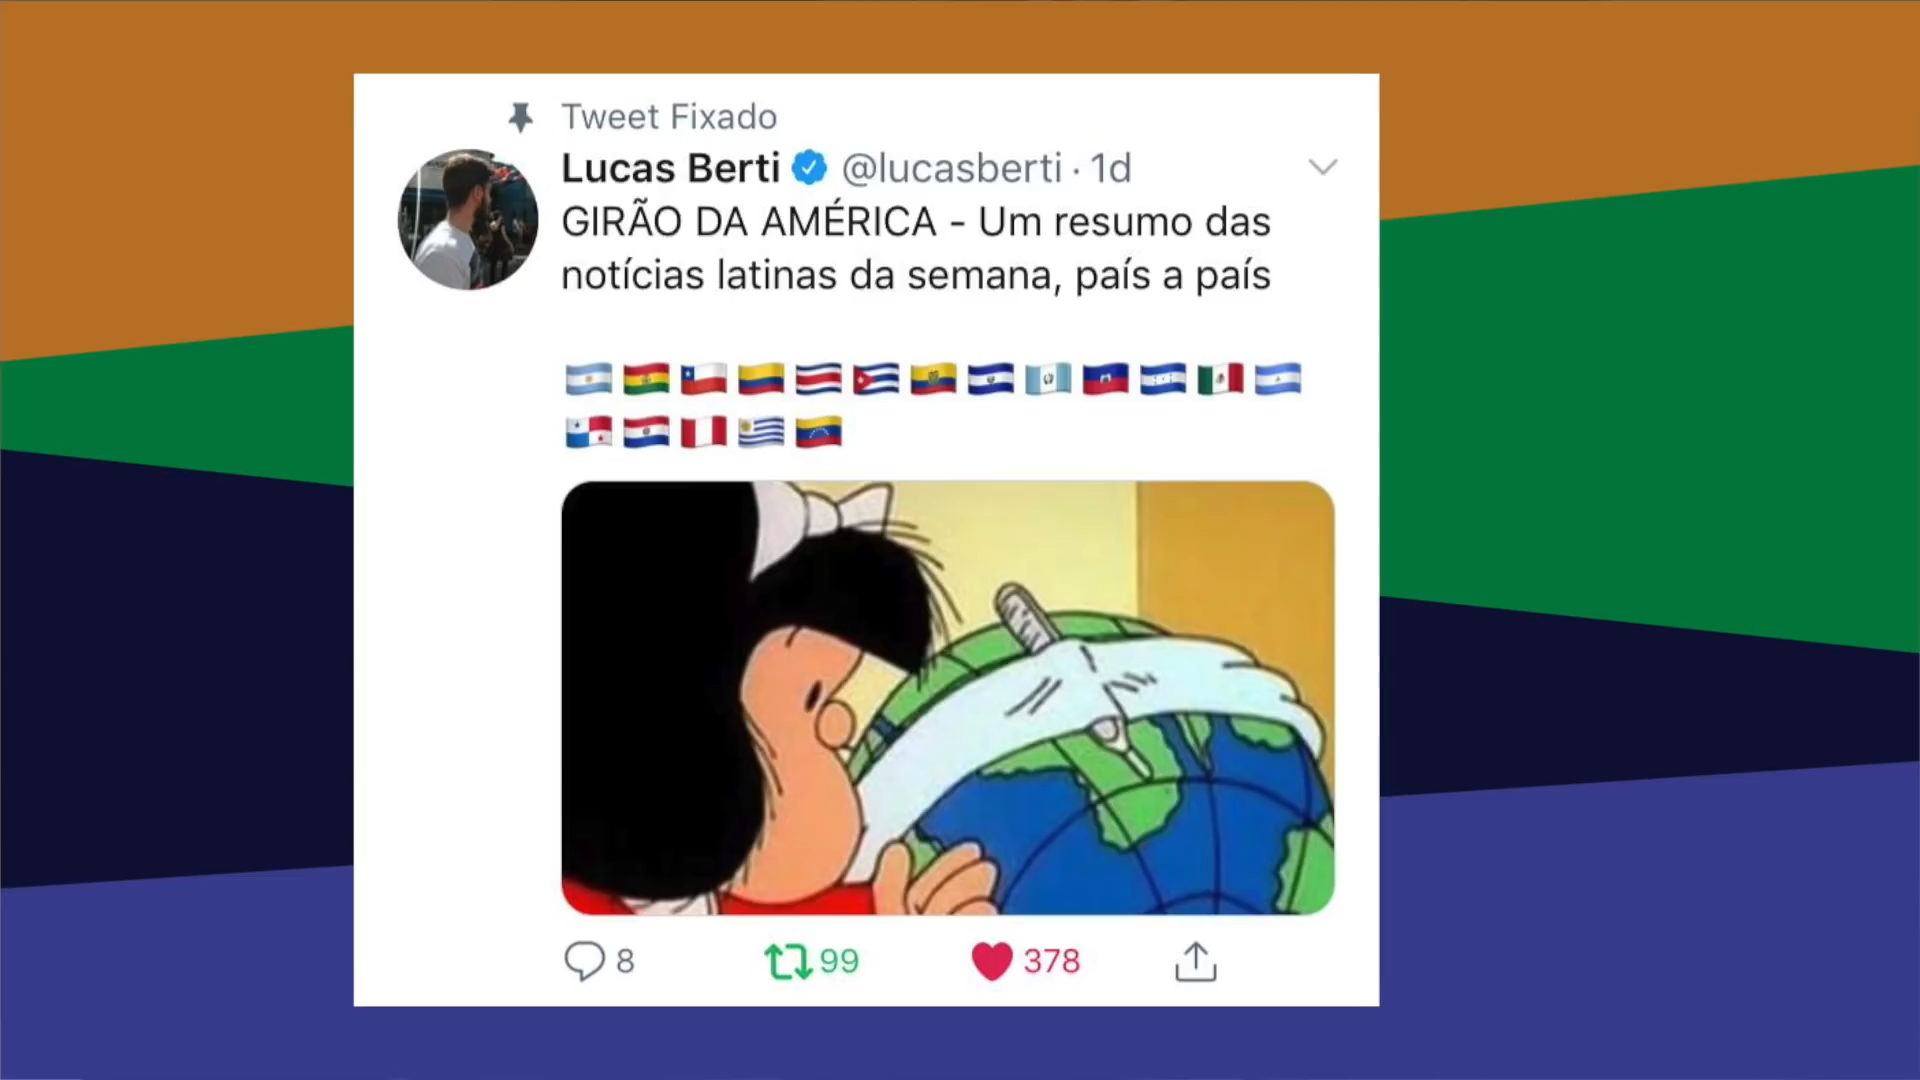 Tweet Fixado
Lucas Berti @lucasberti · 1d
GIRÃO DA AMÉRICA - Um resumo das
notícias latinas da semana, país a país
8 99 378